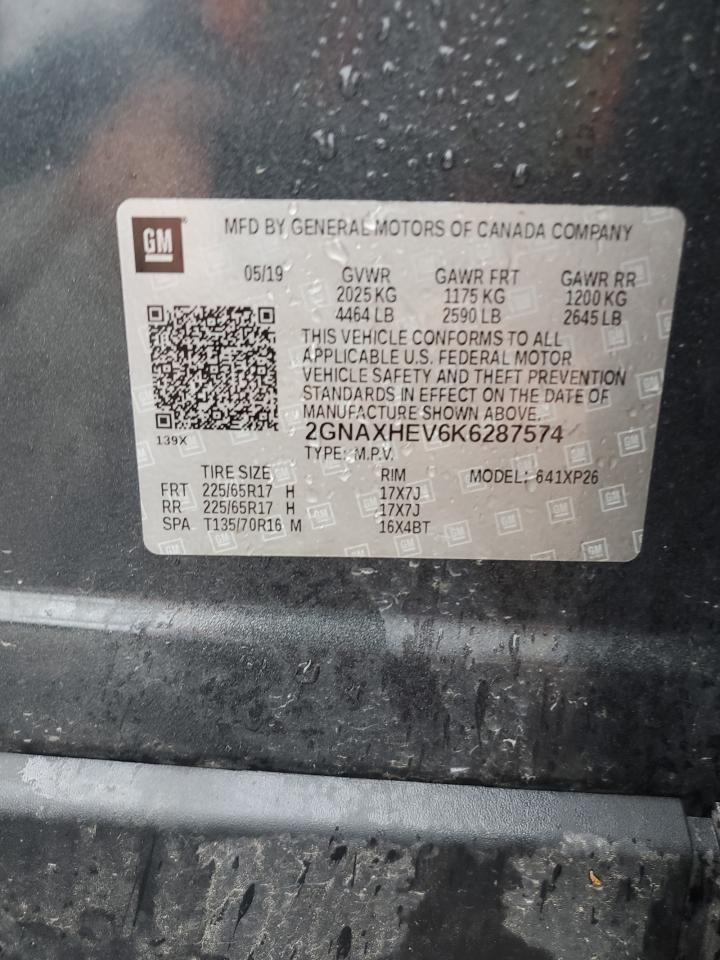 GM
MFD BY GENERAL MOTORS OF CANADA COMPANY
05/19 GVWR GAWR FRT GAWR RR
2025 KG 1175 KG 1200 KG
4464 LB 2590 LB 2645 LB
THIS VEHICLE CONFORMS TO ALL
APPLICABLE U.S. FEDERAL MOTOR
VEHICLE SAFETY AND THEFT PREVENTION
STANDARDS IN EFFECT ON THE DATE OF
MANUFACTURE SHOWN ABOVE.
139X
2GNAXHEV6K6287574
TYPE: M.P.V.
TIRE SIZE RIM MODEL: 641XP26
FRT 225/65R17 H 17X7J
RR 225/65R17 H 17X7J
SPA T135/70R16 M 16X4BT